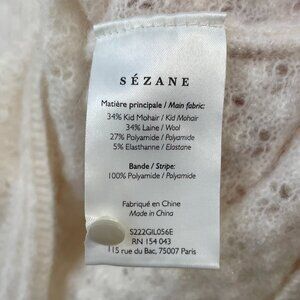 SÉZANE
Matière principale / Main fabric:
34% Kid Mohair / Kid Mohair
34% Laine / Wool
27% Polyamide / Polyamide
5% Elasthanne / Elastane
Bande / Stripe:
100% Polyamide / Polyamide
Fabriqué en Chine
Made in China
S222GIL056E
RN 154 043
115 rue du Bac, 75007 Paris